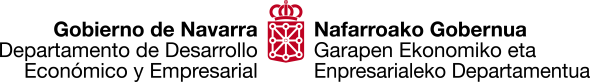 Gobierno de Navarra
Departamento de Desarrollo
Económico y Empresarial
Nafarroako Gobernua
Garapen Ekonomiko eta
Enpresarialeko Departamentua